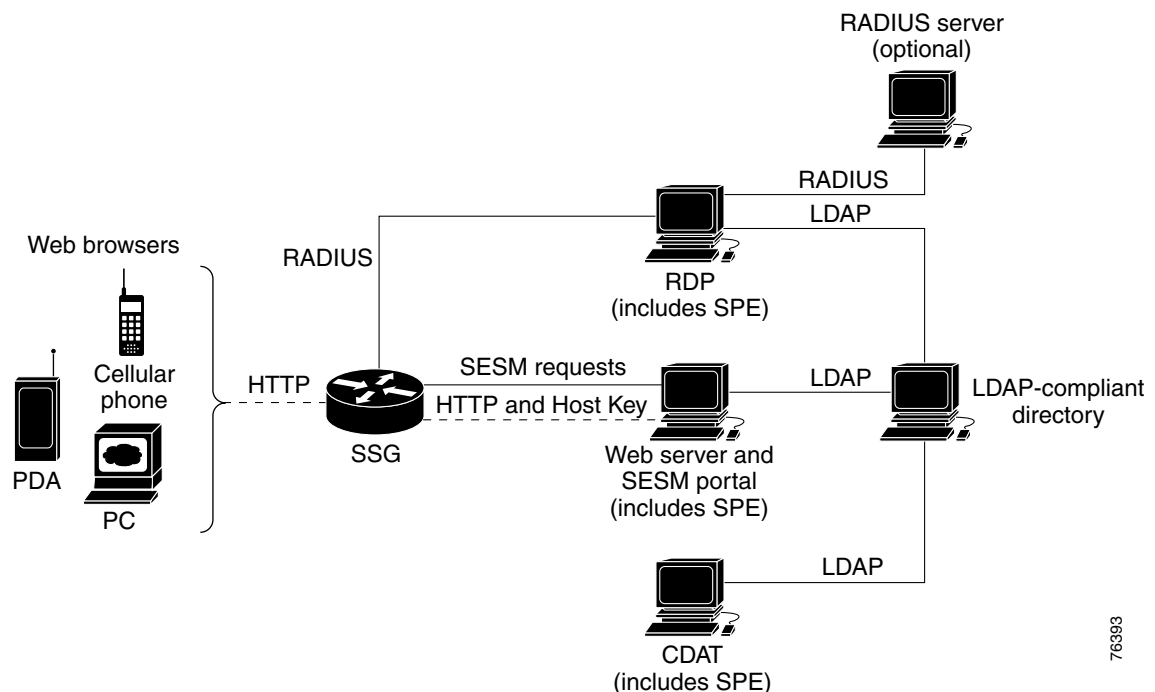 RADIUS server
(optional)
RADIUS
LDAP
Web browsers
RADIUS
RDP
(includes SPE)
Cellular
phone
HTTP
SESM requests
LDAP
LDAP-compliant
directory
HTTP and Host Key
SSG
Web server and
SESM portal
(includes SPE)
PDA
PC
LDAP
CDAT
(includes SPE)
76393